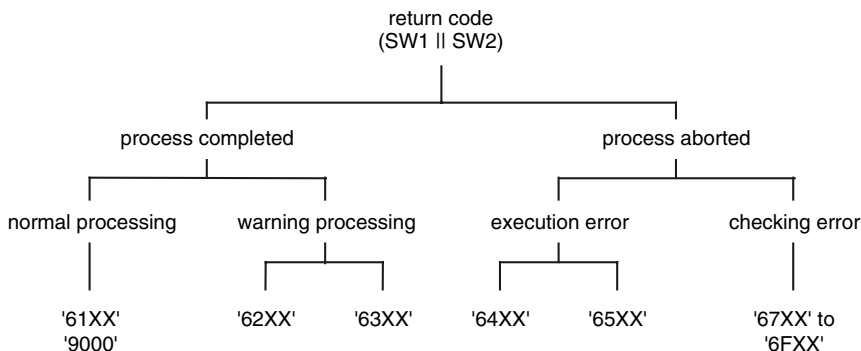 return code
(SW1 || SW2)
process completed
process aborted
normal processing
warning processing
execution error
checking error
'61XX'
'9000'
'62XX'
'63XX'
'64XX'
'65XX'
'67XX' to
'6FXX'